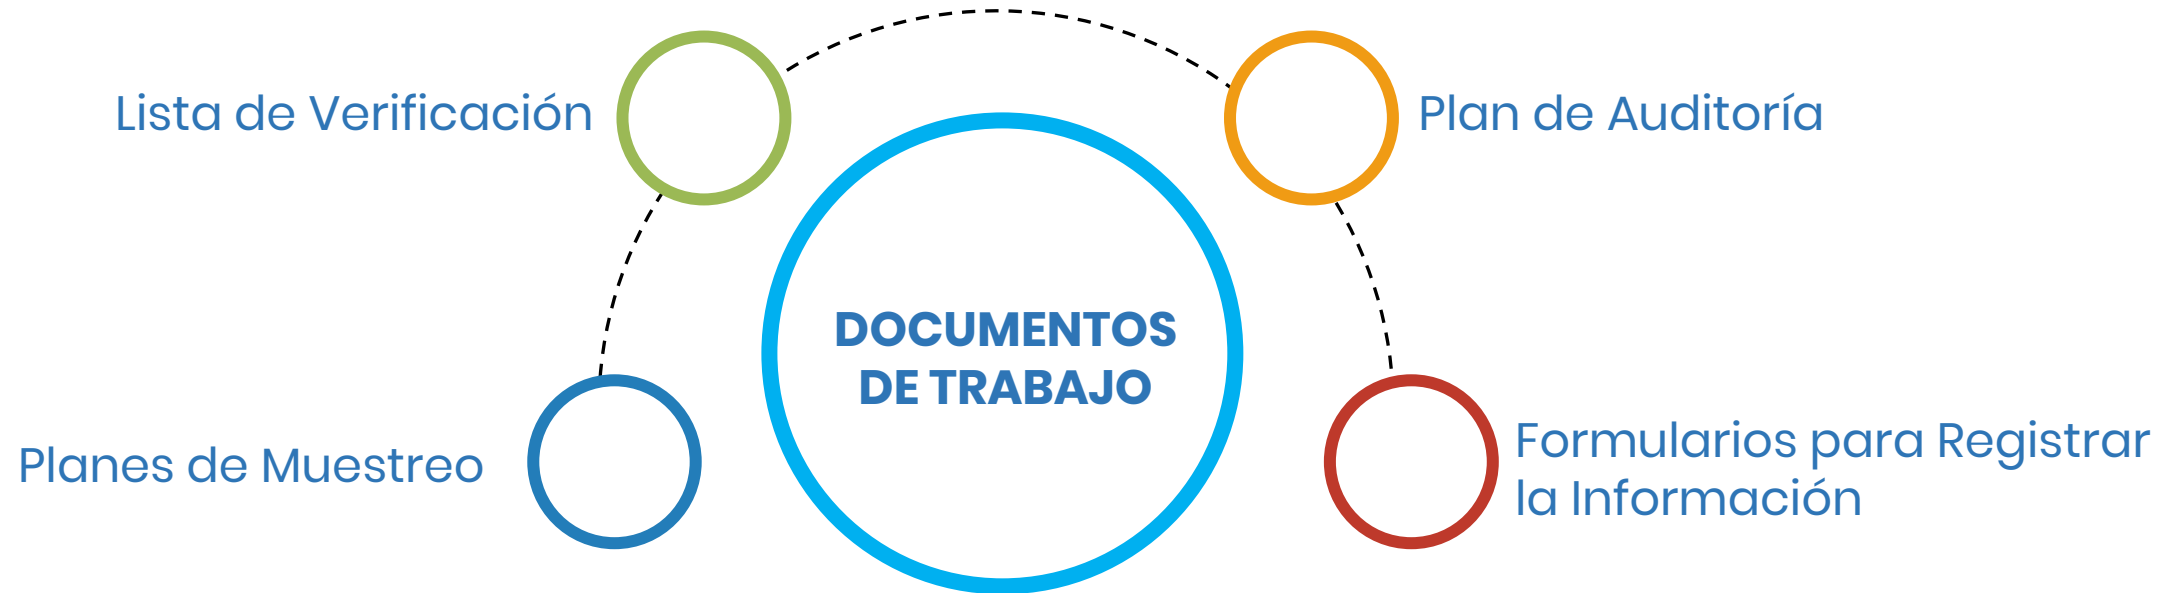 Lista de Verificación
Plan de Auditoría
DOCUMENTOS
DE TRABAJO
Planes de Muestreo
Formularios para Registrar
la Información